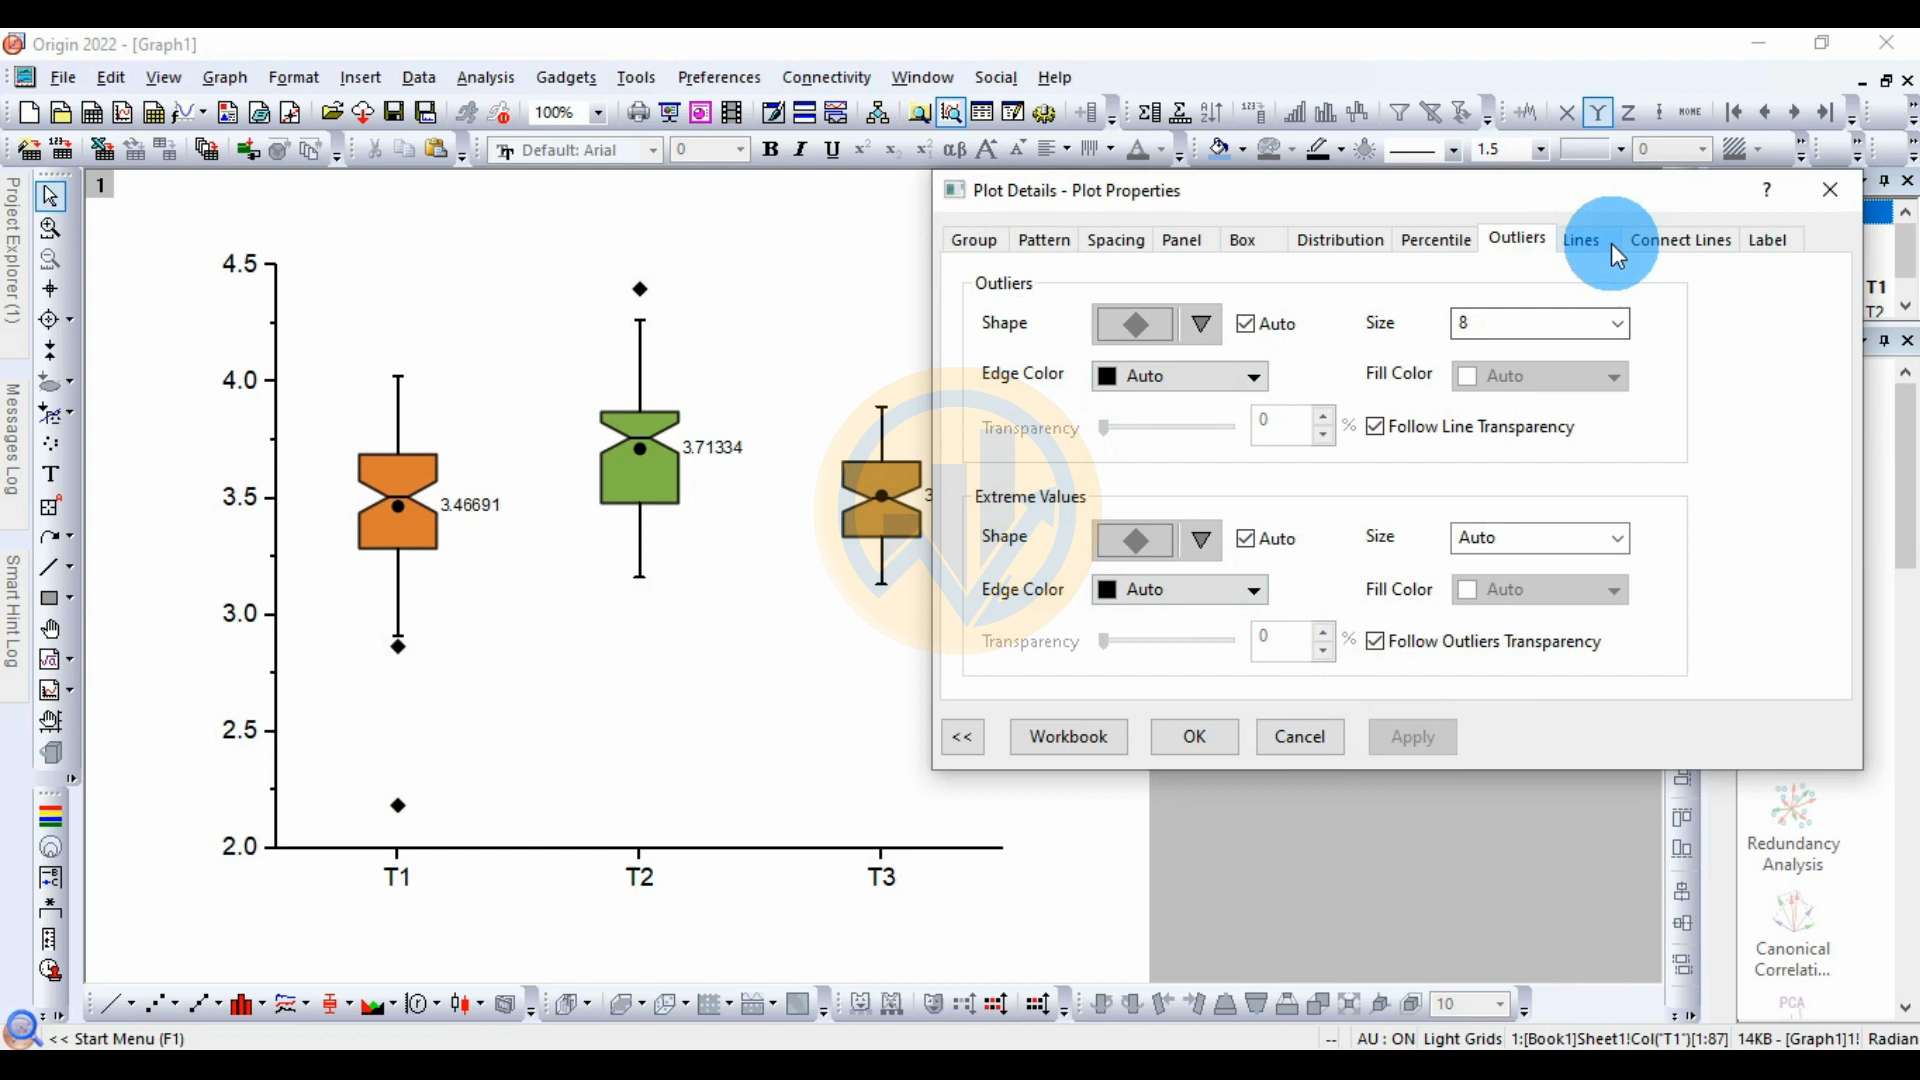 Origin 2022 - [Graph1]
File Edit View Graph Format Insert Data Analysis Gadgets Tools Preferences Connectivity Window Social Help
100% Y Z HOME
Default: Arial 0 B I U αβ A 1.5 0
Project Explorer (1)
Messages Log
Smart Hint Log
1
4.5
4.0
3.5
3.0
2.5
2.0
T1 T2 T3
3.46691
3.71334
3
Plot Details - Plot Properties ?
Group Pattern Spacing Panel Box Distribution Percentile Outliers Lines Connect Lines Label
Outliers
Shape Auto Size 8
Edge Color Auto Fill Color Auto
Transparency 0 % Follow Line Transparency
Extreme Values
Shape Auto Size Auto
Edge Color Auto Fill Color Auto
Transparency 0 % Follow Outliers Transparency
<< Workbook OK Cancel Apply
T1
T2
Redundancy
Analysis
Canonical
Correlati...
PCA
10
<< Start Menu (F1) -- AU : ON Light Grids 1:[Book1]Sheet1!Col("T1")[1:87] 14KB - [Graph1]1! Radian